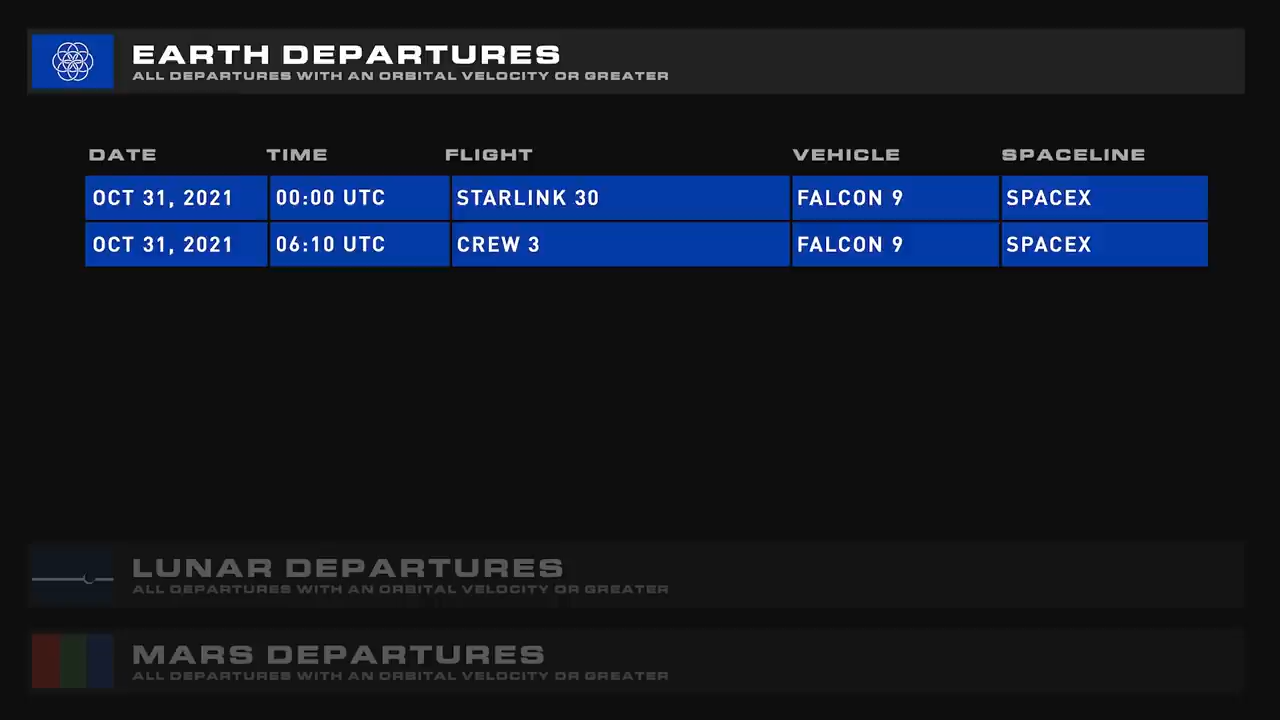 EARTH DEPARTURES
ALL DEPARTURES WITH AN ORBITAL VELOCITY OR GREATER
DATE TIME FLIGHT VEHICLE SPACELINE
OCT 31, 2021 00:00 UTC STARLINK 30 FALCON 9 SPACEX
OCT 31, 2021 06:10 UTC CREW 3 FALCON 9 SPACEX
LUNAR DEPARTURES
ALL DEPARTURES WITH AN ORBITAL VELOCITY OR GREATER
MARS DEPARTURES
ALL DEPARTURES WITH AN ORBITAL VELOCITY OR GREATER